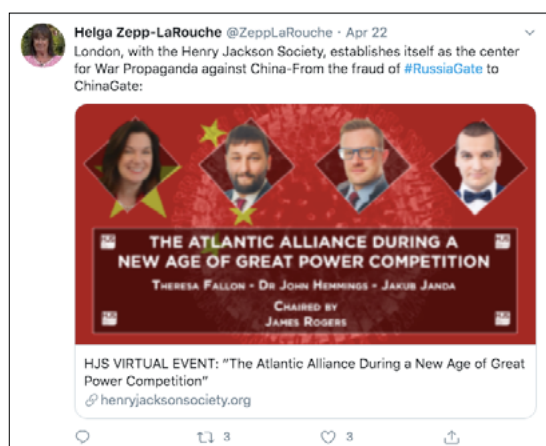 Helga Zepp-LaRouche @ZeppLaRouche · Apr 22
London, with the Henry Jackson Society, establishes itself as the center
for War Propaganda against China-From the fraud of #RussiaGate to
ChinaGate:
THE ATLANTIC ALLIANCE DURING A
NEW AGE OF GREAT POWER COMPETITION
THERESA FALLON - DR JOHN HEMMINGS - JAKUB JANDA
CHAIRED BY
JAMES ROGERS
HJS VIRTUAL EVENT: "The Atlantic Alliance During a New Age of Great
Power Competition"
henryjacksonsociety.org
3 3